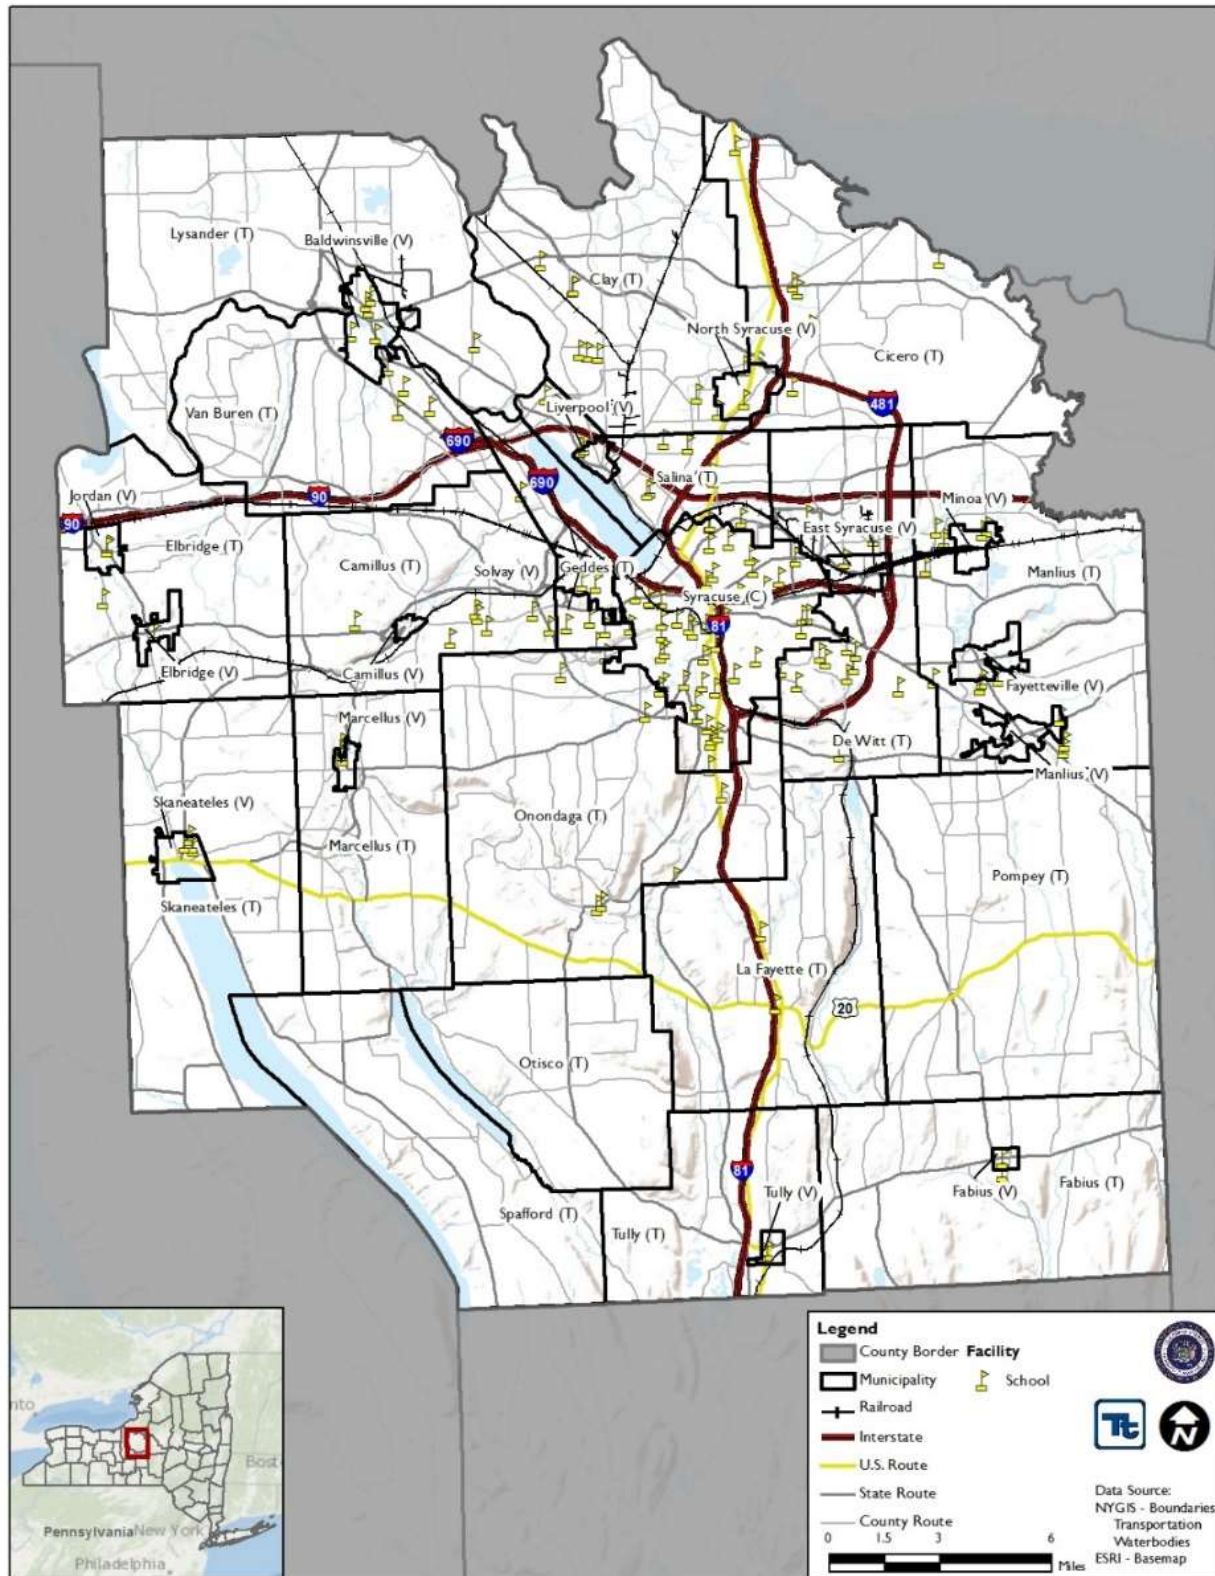 Lysander (T)
Baldwinsville (V)
Clay (T)
North Syracuse (V)
Cicero (T)
Van Buren (T)
Liverpool (V)
481
690
690
Salina (T)
Jordan (V)
90
90
Minoa (V)
East Syracuse (V)
Elbridge (T)
Camillus (T)
Solvay (V)
Geddes (T)
Manlius (T)
Syracuse (C)
81
Elbridge (V)
Camillus (V)
Fayetteville (V)
Marcellus (V)
De Witt (T)
Manlius (V)
Skaneateles (V)
Onondaga (T)
Marcellus (T)
Pompey (T)
Skaneateles (T)
La Fayette (T)
20
Otisco (T)
81
Tully (V)
Fabius (V)
Fabius (T)
Spafford (T)
Tully (T)
nto
Bost
Pennsylvania
New York
Philadelphia
Legend
County Border
Facility
Municipality
School
Railroad
Interstate
U.S. Route
State Route
County Route
0 1.5 3 6
Miles
Tt
N
Data Source:
NYGIS - Boundaries
Transportation
Waterbodies
ESRI - Basemap